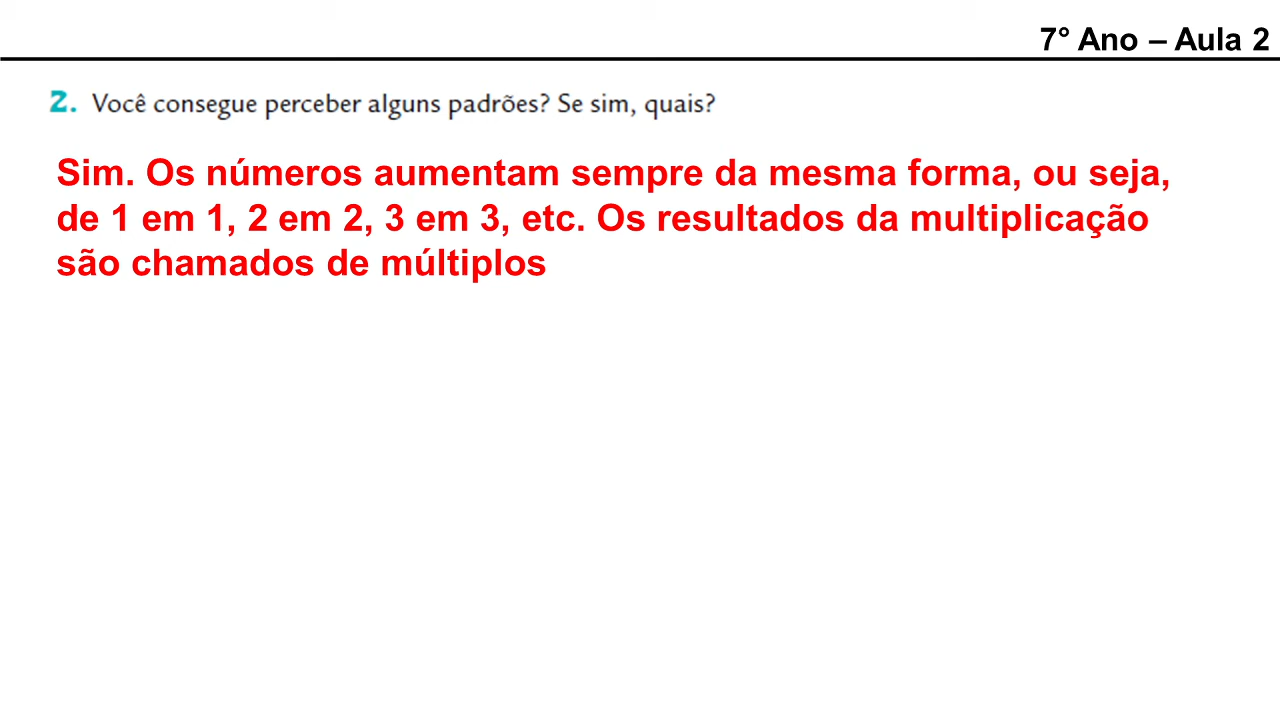 7° Ano – Aula 2
2. Você consegue perceber alguns padrões? Se sim, quais?
Sim. Os números aumentam sempre da mesma forma, ou seja,
de 1 em 1, 2 em 2, 3 em 3, etc. Os resultados da multiplicação
são chamados de múltiplos